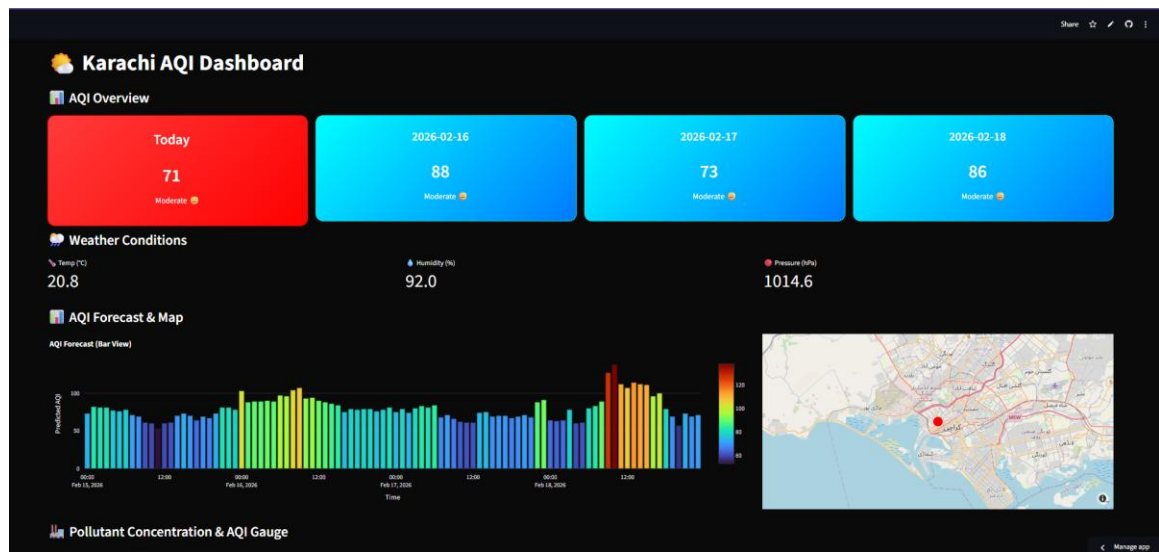 Share
Karachi AQI Dashboard
AQI Overview
Today
71
Moderate
2026-02-16
88
Moderate
2026-02-17
73
Moderate
2026-02-18
86
Moderate
Weather Conditions
Temp (°C)
20.8
Humidity (%)
92.0
Pressure (hPa)
1014.6
AQI Forecast & Map
AQI Forecast (Bar View)
Predicted AQI
100
50
0
00:00
Feb 15, 2026
12:00
00:00
Feb 16, 2026
12:00
00:00
Feb 17, 2026
12:00
00:00
Feb 18, 2026
12:00
Time
120
100
80
60
کراچی
Pollutant Concentration & AQI Gauge
Manage app